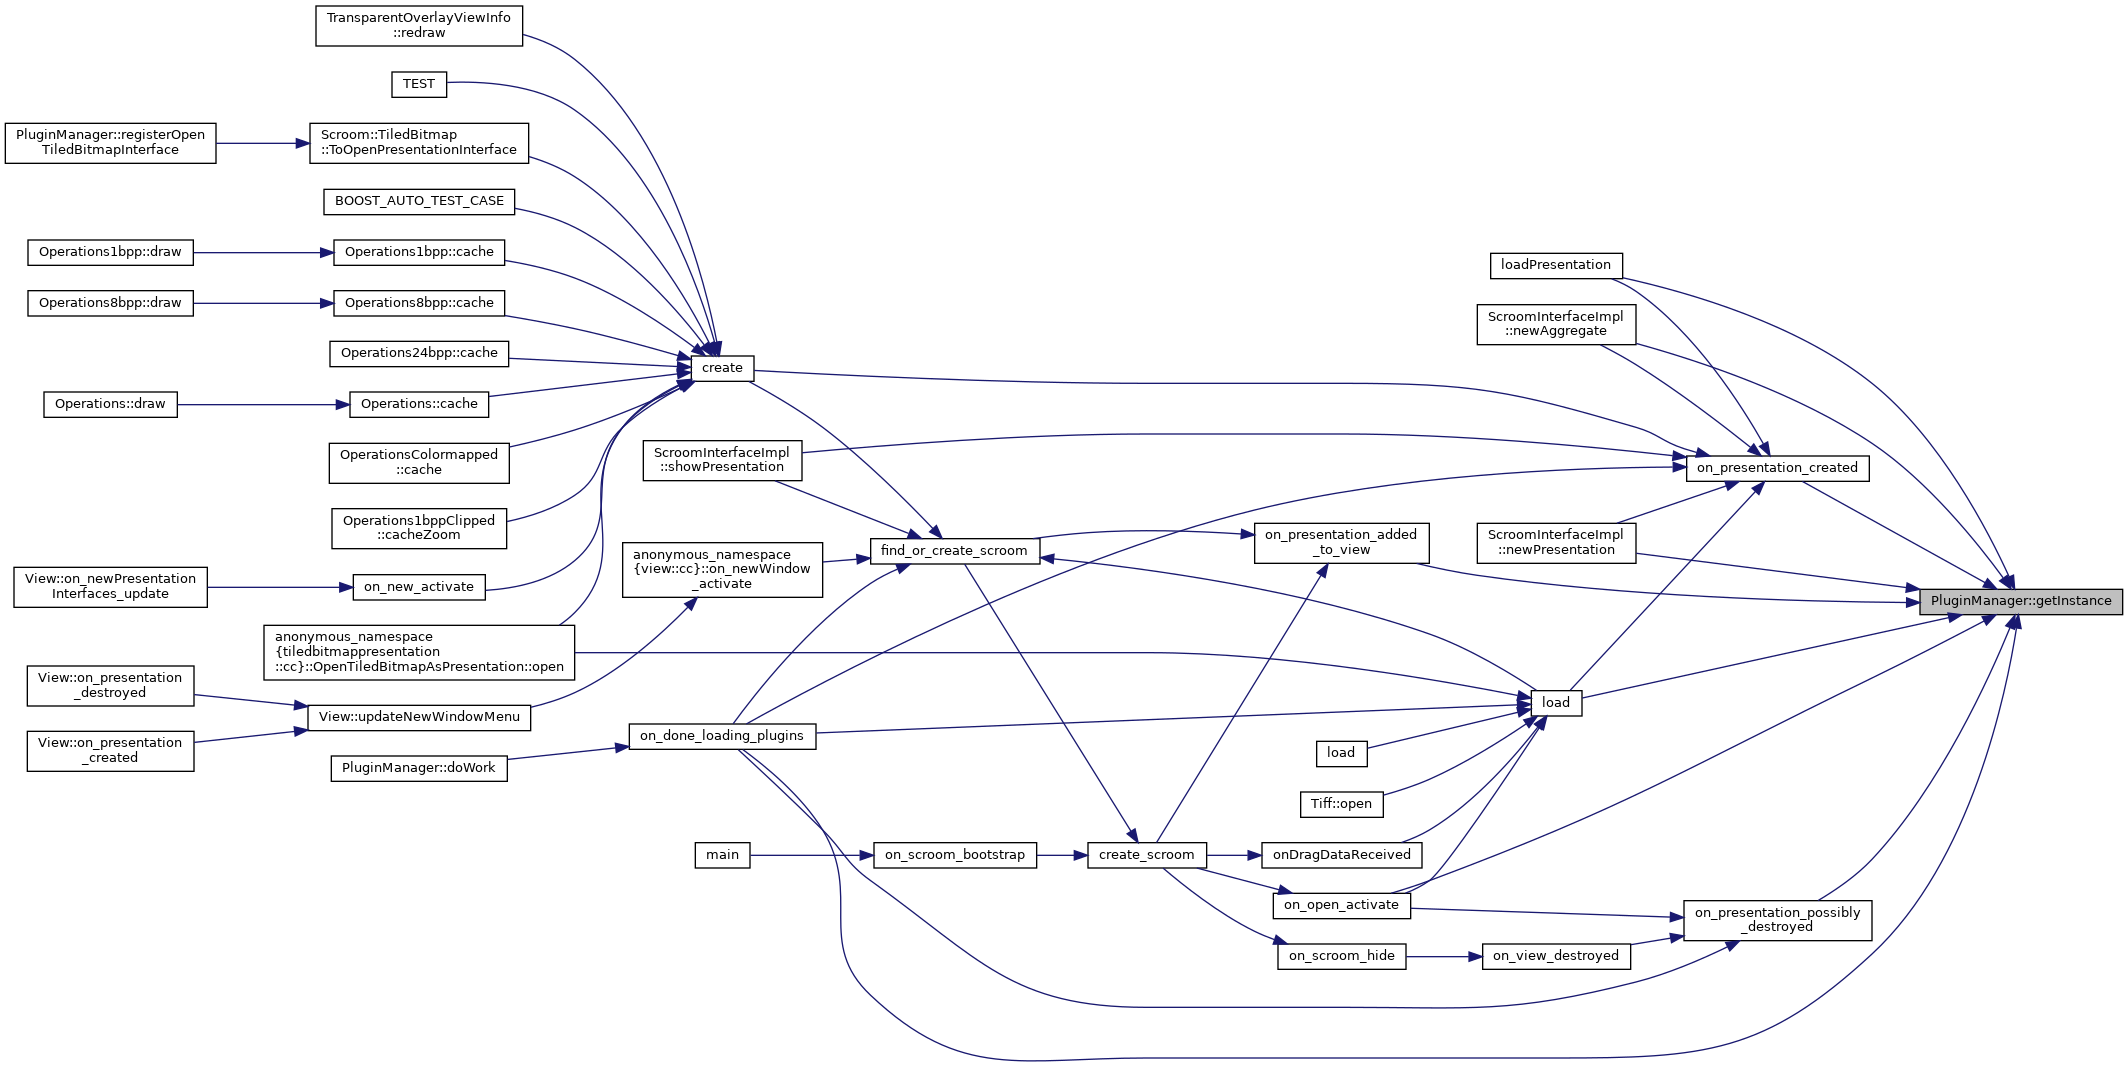 TransparentOverlayViewInfo
::redraw
TEST
PluginManager::registerOpen
TiledBitmapInterface
Scroom::TiledBitmap
::ToOpenPresentationInterface
BOOST_AUTO_TEST_CASE
Operations1bpp::draw
Operations1bpp::cache
Operations8bpp::draw
Operations8bpp::cache
Operations24bpp::cache
create
Operations::draw
Operations::cache
OperationsColormapped
::cache
Operations1bppClipped
::cacheZoom
View::on_newPresentation
Interfaces_update
on_new_activate
anonymous_namespace
{tiledbitmappresentation
::cc}::OpenTiledBitmapAsPresentation::open
View::on_presentation
_destroyed
View::on_presentation
_created
View::updateNewWindowMenu
PluginManager::doWork
ScroomInterfaceImpl
::showPresentation
anonymous_namespace
{view::cc}::on_newWindow
_activate
on_done_loading_plugins
main
find_or_create_scroom
on_scroom_bootstrap
on_presentation_added
_to_view
create_scroom
load
Tiff::open
onDragDataReceived
on_open_activate
on_scroom_hide
loadPresentation
ScroomInterfaceImpl
::newAggregate
ScroomInterfaceImpl
::newPresentation
load
on_view_destroyed
on_presentation_created
on_presentation_possibly
_destroyed
PluginManager::getInstance